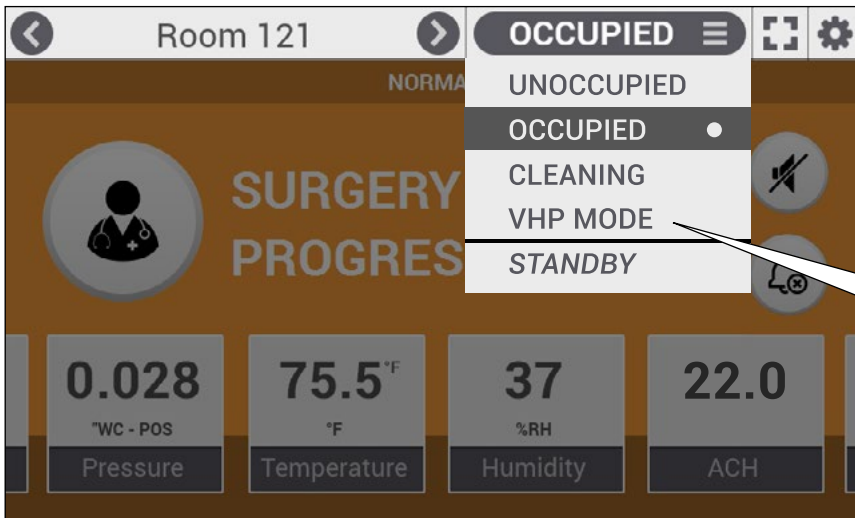 Room 121
OCCUPIED
UNOCCUPIED
OCCUPIED
CLEANING
VHP MODE
STANDBY
NORMA
SURGERY
PROGRES
0.028
"WC - POS
Pressure
75.5°F
°F
Temperature
37
%RH
Humidity
22.0
ACH